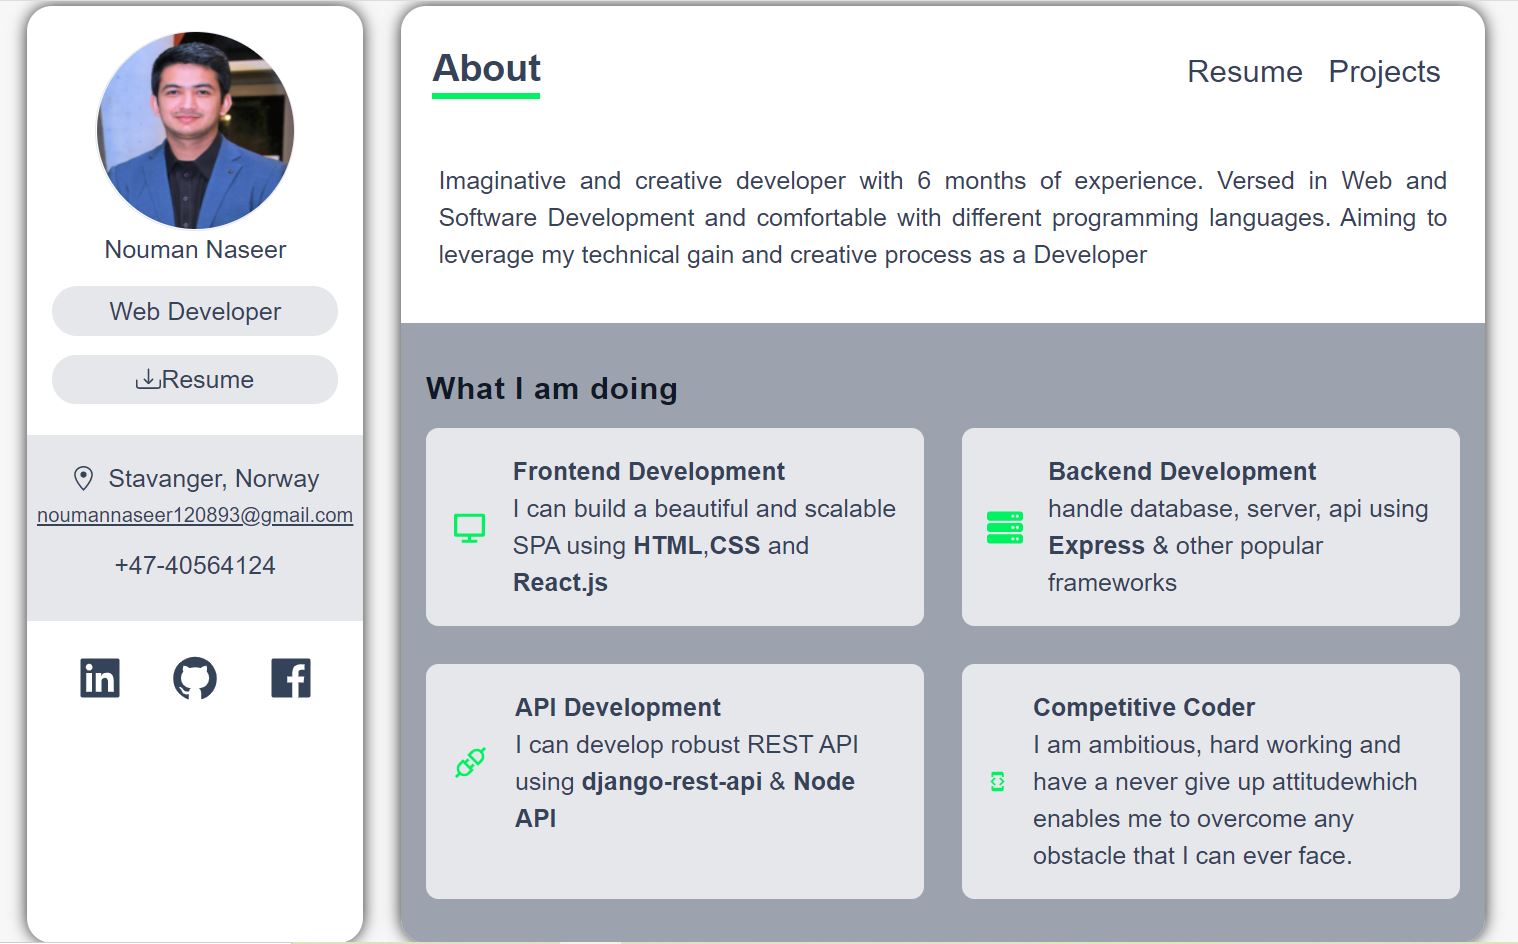 Nouman Naseer
Web Developer
Resume
Stavanger, Norway
noumannaseer120893@gmail.com
+47-40564124
About
Resume Projects
Imaginative and creative developer with 6 months of experience. Versed in Web and
Software Development and comfortable with different programming languages. Aiming to
leverage my technical gain and creative process as a Developer
What I am doing
Frontend Development
I can build a beautiful and scalable
SPA using HTML,CSS and
React.js
Backend Development
handle database, server, api using
Express & other popular
frameworks
API Development
I can develop robust REST API
using django-rest-api & Node
API
Competitive Coder
I am ambitious, hard working and
have a never give up attitudewhich
enables me to overcome any
obstacle that I can ever face.